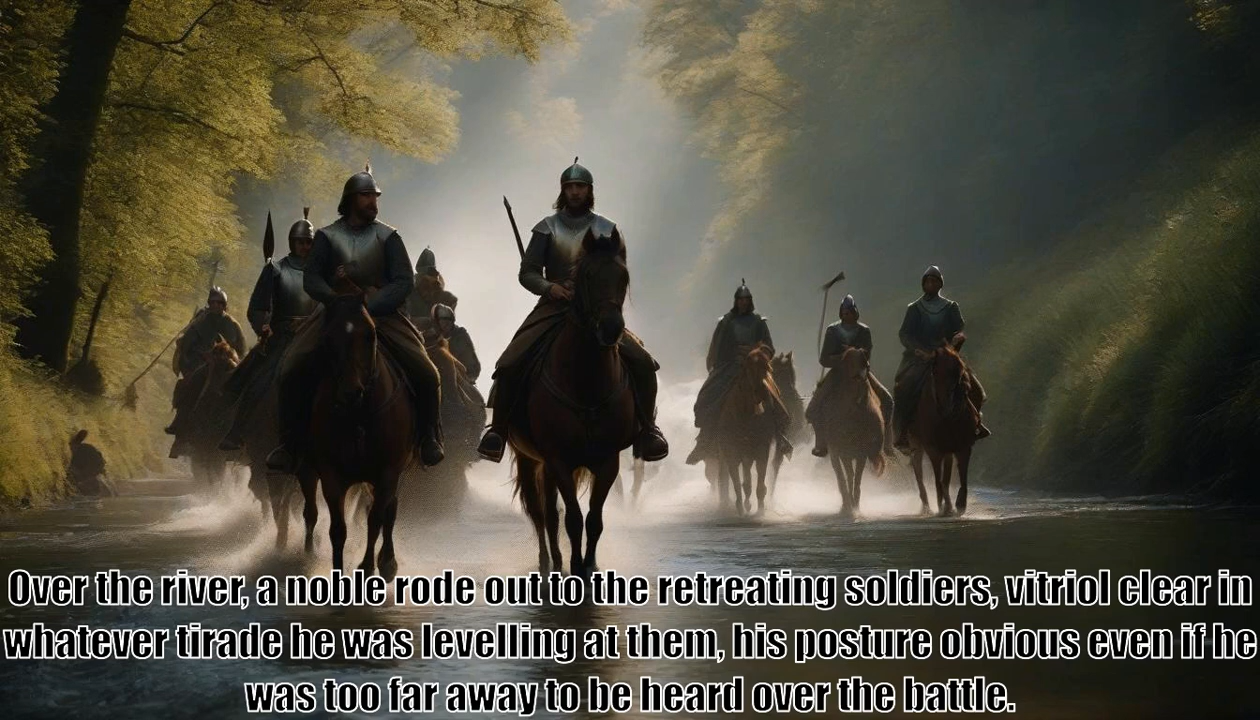 Over the river, a noble rode out to the retreating soldiers, vitriol clear in
whatever tirade he was levelling at them, his posture obvious even if he
was too far away to be heard over the battle.